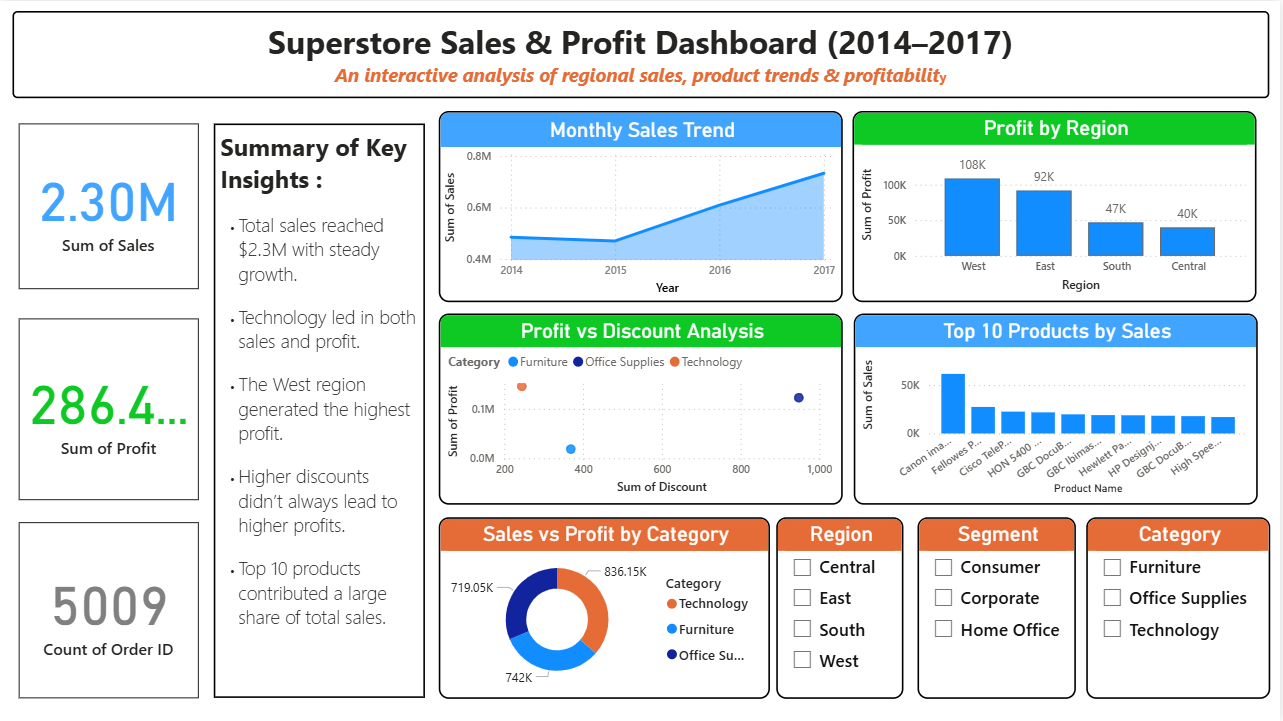 Superstore Sales & Profit Dashboard (2014–2017)
An interactive analysis of regional sales, product trends & profitability
2.30M
Sum of Sales
286.4...
Sum of Profit
5009
Count of Order ID
Summary of Key
Insights :
• Total sales reached
$2.3M with steady
growth.
• Technology led in both
sales and profit.
• The West region
generated the highest
profit.
• Higher discounts
didn't always lead to
higher profits.
• Top 10 products
contributed a large
share of total sales.
Monthly Sales Trend
Sum of Sales
0.8M
0.6M
0.4M
2014 2015 2016 2017
Year
Profit by Region
Sum of Profit
100K
50K
0K
108K
92K
47K
40K
West East South Central
Region
Profit vs Discount Analysis
Category Furniture Office Supplies Technology
Sum of Profit
0.1M
0.0M
200 400 600 800 1,000
Sum of Discount
Top 10 Products by Sales
Sum of Sales
50K
0K
Canon ima...
Fellowes P...
Cisco TeleP...
HON 5400 ...
GBC DocuB...
GBC Ibimas...
Hewlett Pa...
HP Designj...
GBC DocuB...
High Spee...
Product Name
Sales vs Profit by Category
719.05K
836.15K
742K
Category
Technology
Furniture
Office Su...
Region
Central
East
South
West
Segment
Consumer
Corporate
Home Office
Category
Furniture
Office Supplies
Technology